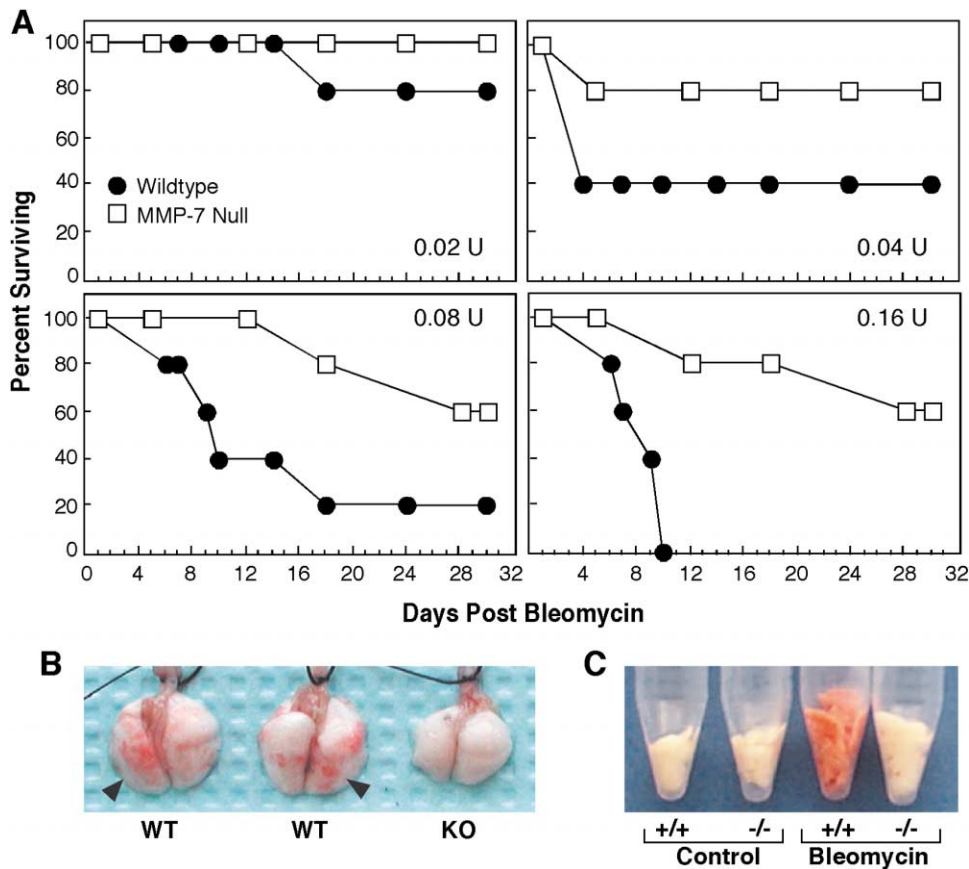 A
Percent Surviving
100
80
60
40
20
0
Wildtype
MMP-7 Null
0.02 U
0.04 U
100
80
60
40
20
0
0.08 U
0.16 U
0 4 8 12 16 20 24 28 32
4 8 12 16 20 24 28 32
Days Post Bleomycin
B
WT WT KO
C
+/+ -/- +/+ -/-
Control Bleomycin